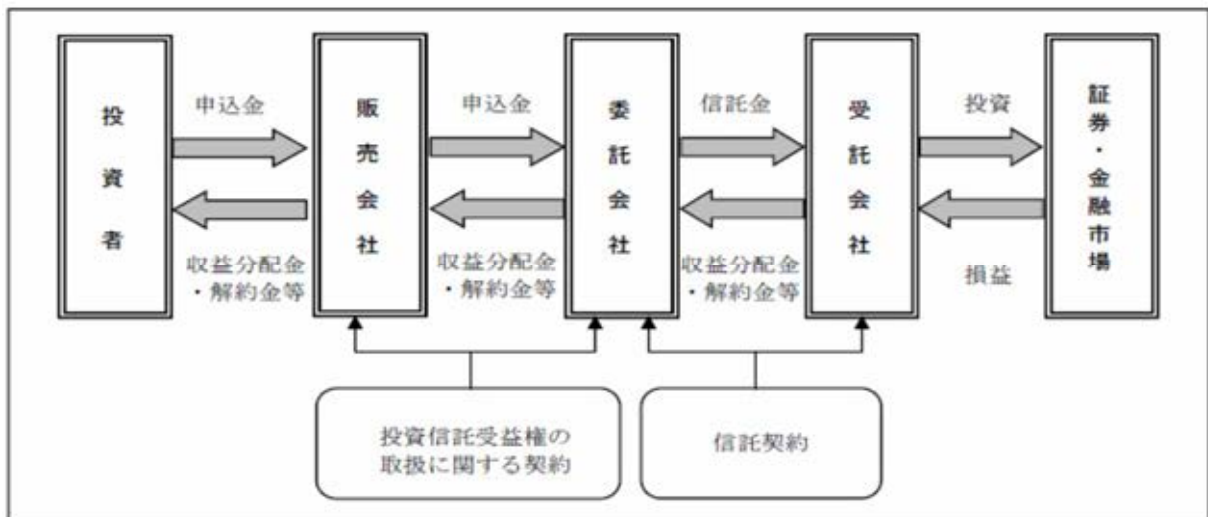 投資者
申込金
収益分配金
・解約金等
販売会社
申込金
収益分配金
・解約金等
委託会社
信託金
収益分配金
・解約金等
受託会社
投資
損益
証券・金融市場
投資信託受益権の
取扱に関する契約
信託契約